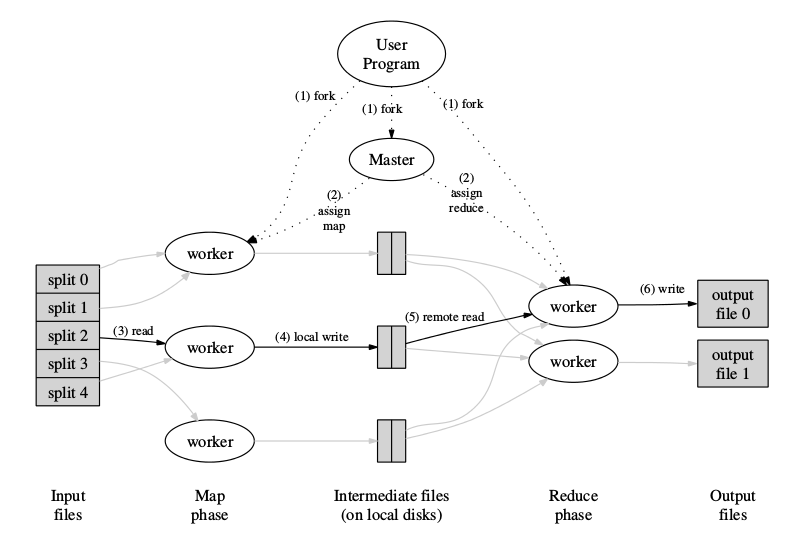 User
Program
(1) fork
(1) fork
(1) fork
Master
(2)
assign
map
(2)
assign
reduce
worker
split 0
split 1
split 2
split 3
split 4
(3) read
worker
(4) local write
worker
(5) remote read
worker
worker
(6) write
output
file 0
output
file 1
Input
files
Map
phase
Intermediate files
(on local disks)
Reduce
phase
Output
files